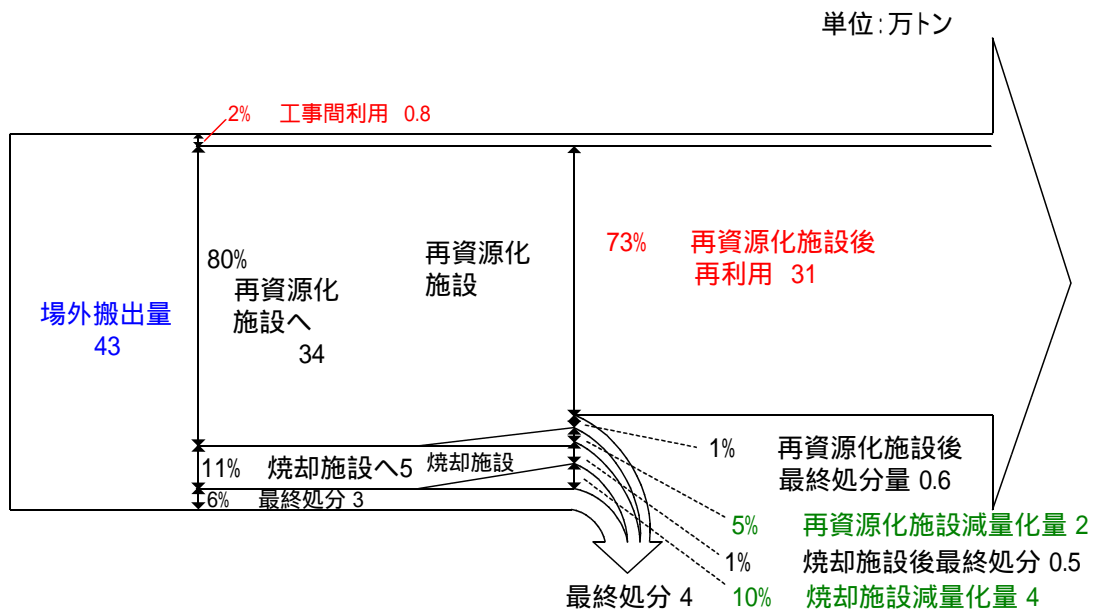 単位:万トン
2% 工事間利用 0.8
80%
再資源化
施設へ
34
再資源化
施設
73% 再資源化施設後
再利用 31
場外搬出量
43
11% 焼却施設へ5 焼却施設
6% 最終処分 3
1% 再資源化施設後
最終処分量 0.6
5% 再資源化施設減量化量 2
1% 焼却施設後最終処分 0.5
最終処分 4
10% 焼却施設減量化量 4